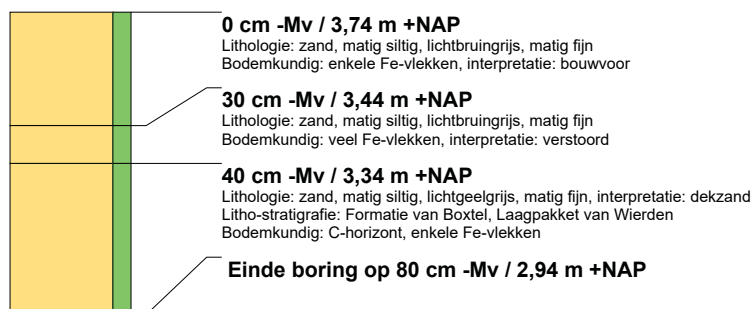 0 cm -Mv / 3,74 m +NAP
Lithologie: zand, matig siltig, lichtbruingrijs, matig fijn
Bodemkundig: enkele Fe-vlekken, interpretatie: bouwvoor
30 cm -Mv / 3,44 m +NAP
Lithologie: zand, matig siltig, lichtbruingrijs, matig fijn
Bodemkundig: veel Fe-vlekken, interpretatie: verstoord
40 cm -Mv / 3,34 m +NAP
Lithologie: zand, matig siltig, lichtgeelgrijs, matig fijn, interpretatie: dekzand
Litho-stratigrafie: Formatie van Boxtel, Laagpakket van Wierden
Bodemkundig: C-horizont, enkele Fe-vlekken
Einde boring op 80 cm -Mv / 2,94 m +NAP